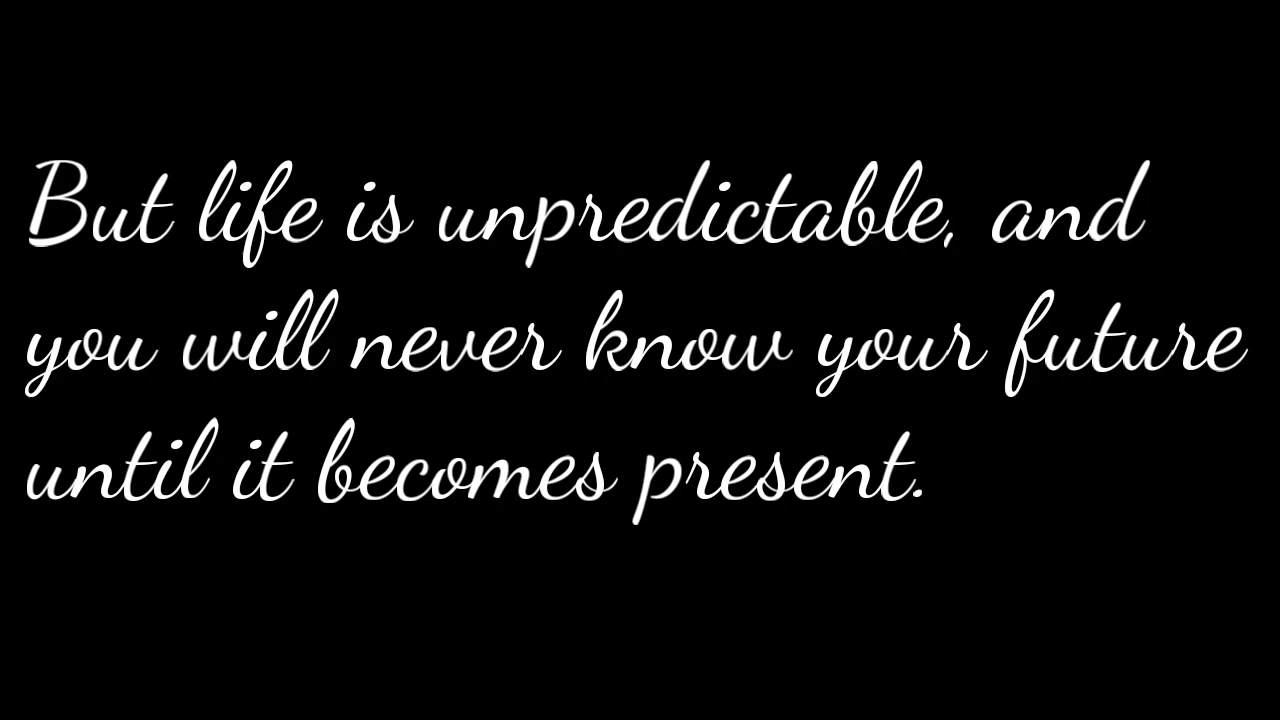 But life is unpredictable, and
you will never know your future
until it becomes present.